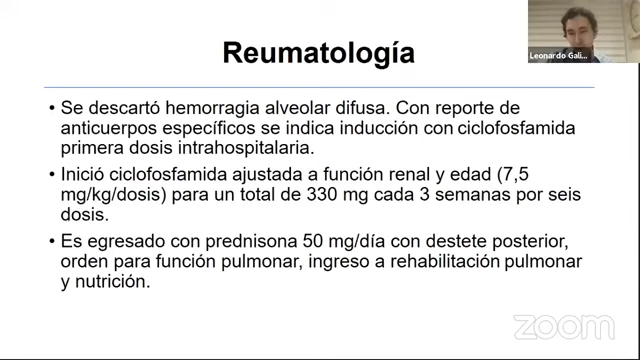 Leonardo Gali...
Reumatología
• Se descartó hemorragia alveolar difusa. Con reporte de
anticuerpos específicos se indica inducción con ciclofosfamida
primera dosis intrahospitalaria.
• Inició ciclofosfamida ajustada a función renal y edad (7,5
mg/kg/dosis) para un total de 330 mg cada 3 semanas por seis
dosis.
• Es egresado con prednisona 50 mg/día con destete posterior,
orden para función pulmonar, ingreso a rehabilitación pulmonar
y nutrición.
zoom